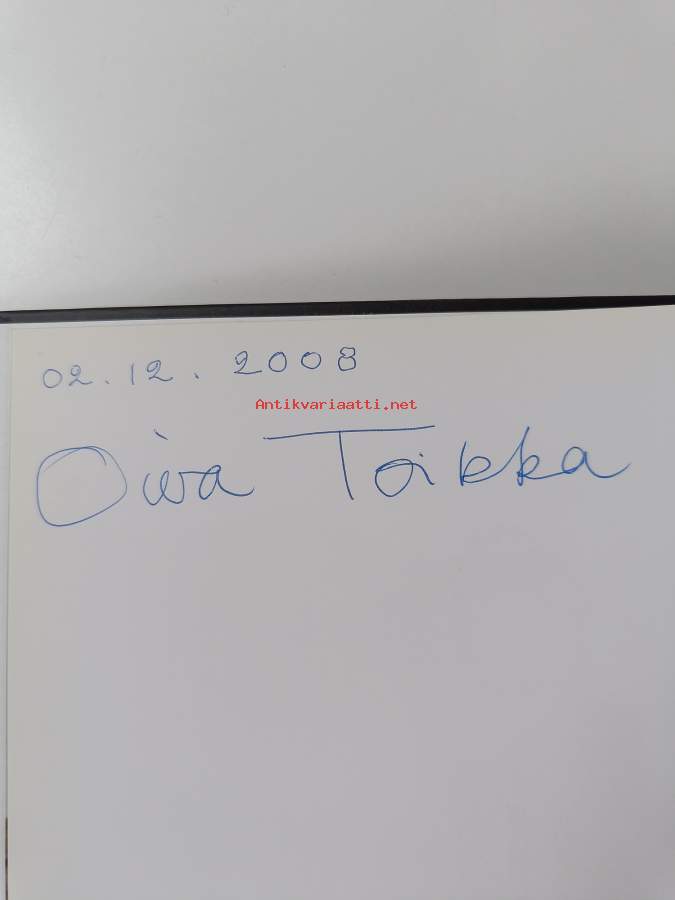 02.12. 2008
Antikvariaatti.net
Oiva Toikka